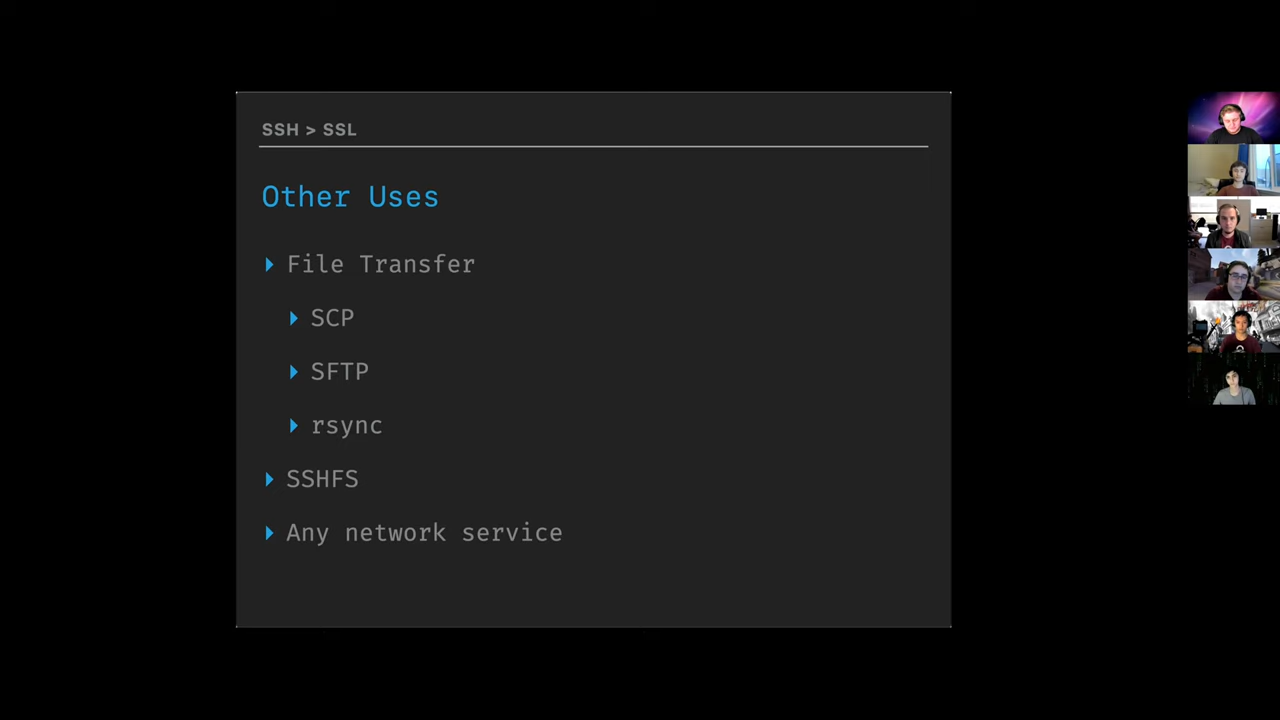 SSH > SSL
Other Uses
File Transfer
SCP
SFTP
rsync
SSHFS
Any network service